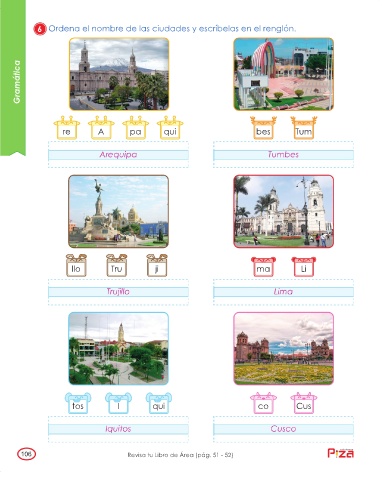 6 Ordena el nombre de las ciudades y escríbelas en el renglón.
Gramática
re A pa qui
bes Tum
Arequipa
Tumbes
llo Tru ji
ma Li
Trujillo
Lima
tos I qui
co Cus
Iquitos
Cusco
106
Revisa tu Libro de Área (pág. 51 - 52)
Pizã